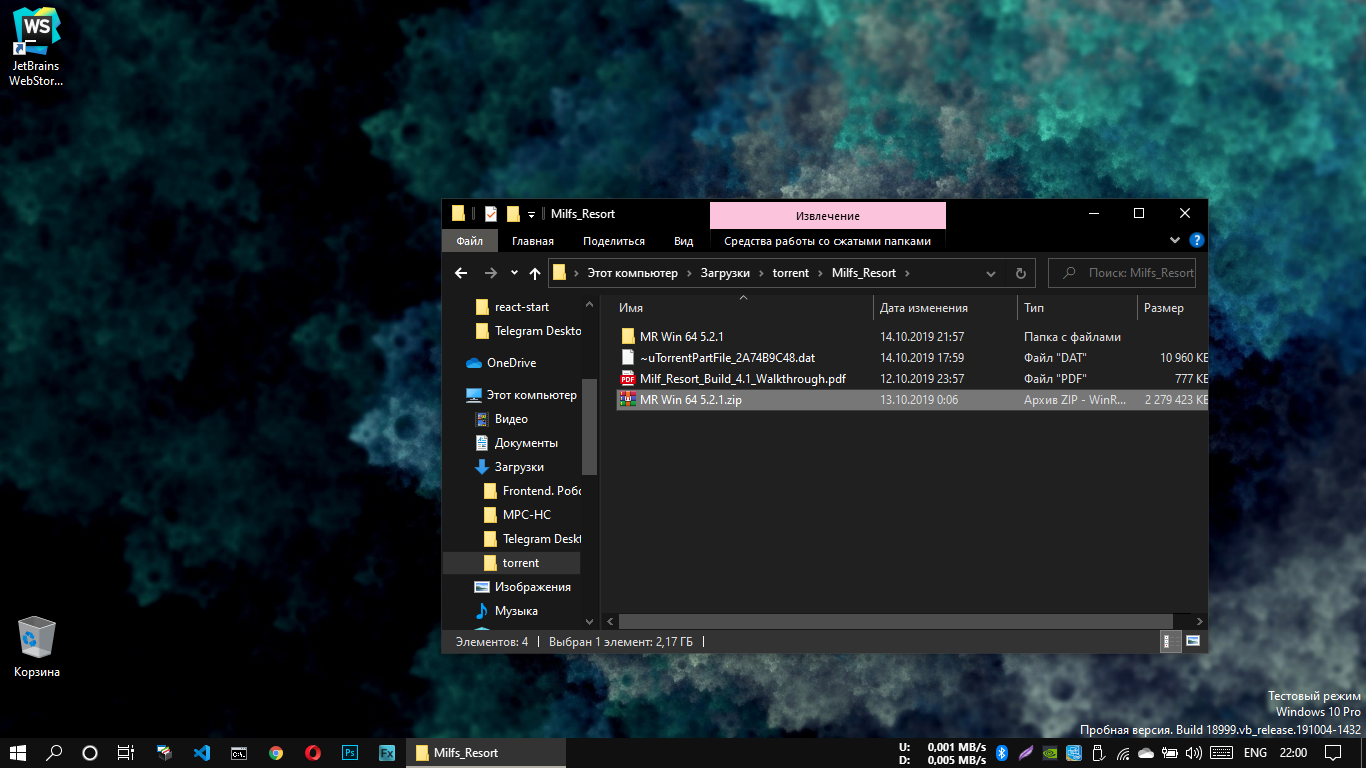 WS
JetBrains
WebStor...
Корзина
Milfs_Resort
Извлечение
Файл
Главная
Поделиться
Вид
Средства работы со сжатыми папками
?
Этот компьютер
Загрузки
torrent
Milfs_Resort
Поиск: Milfs_Resort
react-start
Telegram Deskto
OneDrive
Этот компьютер
Видео
Документы
Загрузки
Frontend. Робо
MPC-HC
Telegram Deskt
torrent
Изображения
Музыка
Имя
Дата изменения
Тип
Размер
MR Win 64 5.2.1
14.10.2019 21:57
Папка с файлами
~uTorrentPartFile_2A74B9C48.dat
14.10.2019 17:59
Файл "DAT"
10 960 КБ
PDF
Milf_Resort_Build_4.1_Walkthrough.pdf
12.10.2019 23:57
Файл "PDF"
777 КБ
MR Win 64 5.2.1.zip
13.10.2019 0:06
Архив ZIP - WinR...
2 279 423 КБ
Элементов: 4
Выбран 1 элемент: 2,17 ГБ
Тестовый режим
Windows 10 Pro
Пробная версия. Build 18999.vb_release.191004-1432
C:\.
Ps
Fx
Milfs_Resort
U: 0,001 MB/s
D: 0,005 MB/s
ENG
22:00